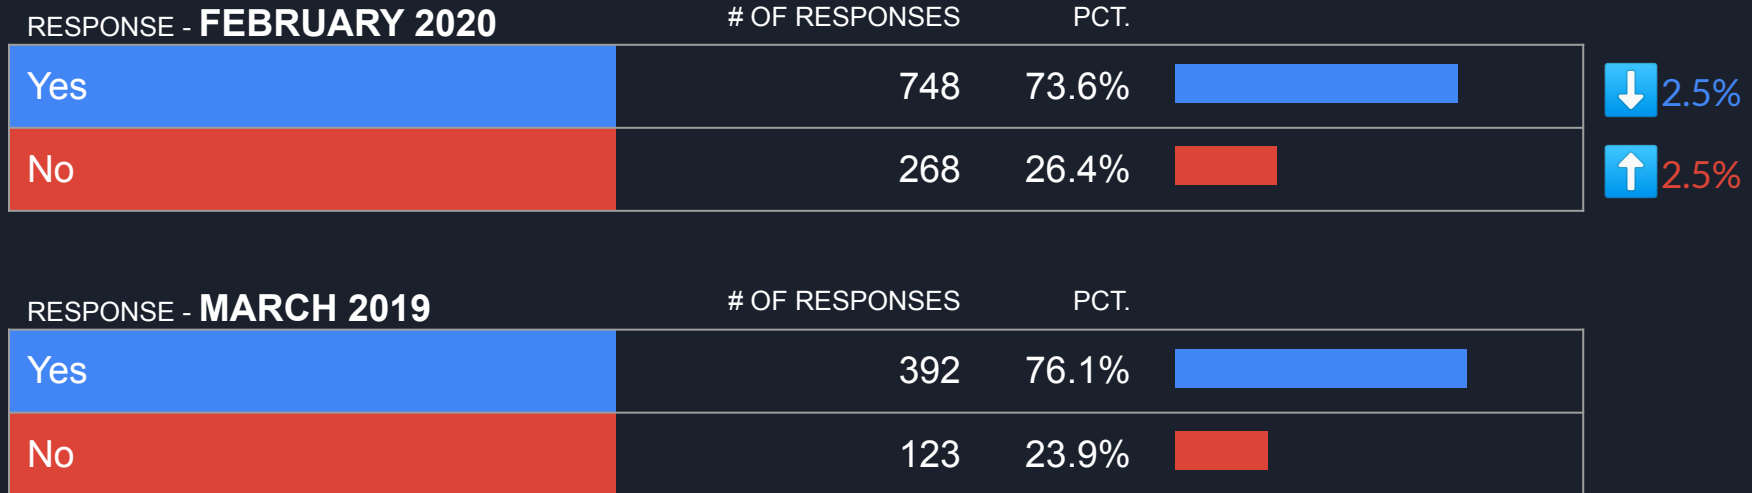 RESPONSE - FEBRUARY 2020 # OF RESPONSES PCT.
Yes 748 73.6% 2.5%
No 268 26.4% 2.5%
RESPONSE - MARCH 2019 # OF RESPONSES PCT.
Yes 392 76.1%
No 123 23.9%